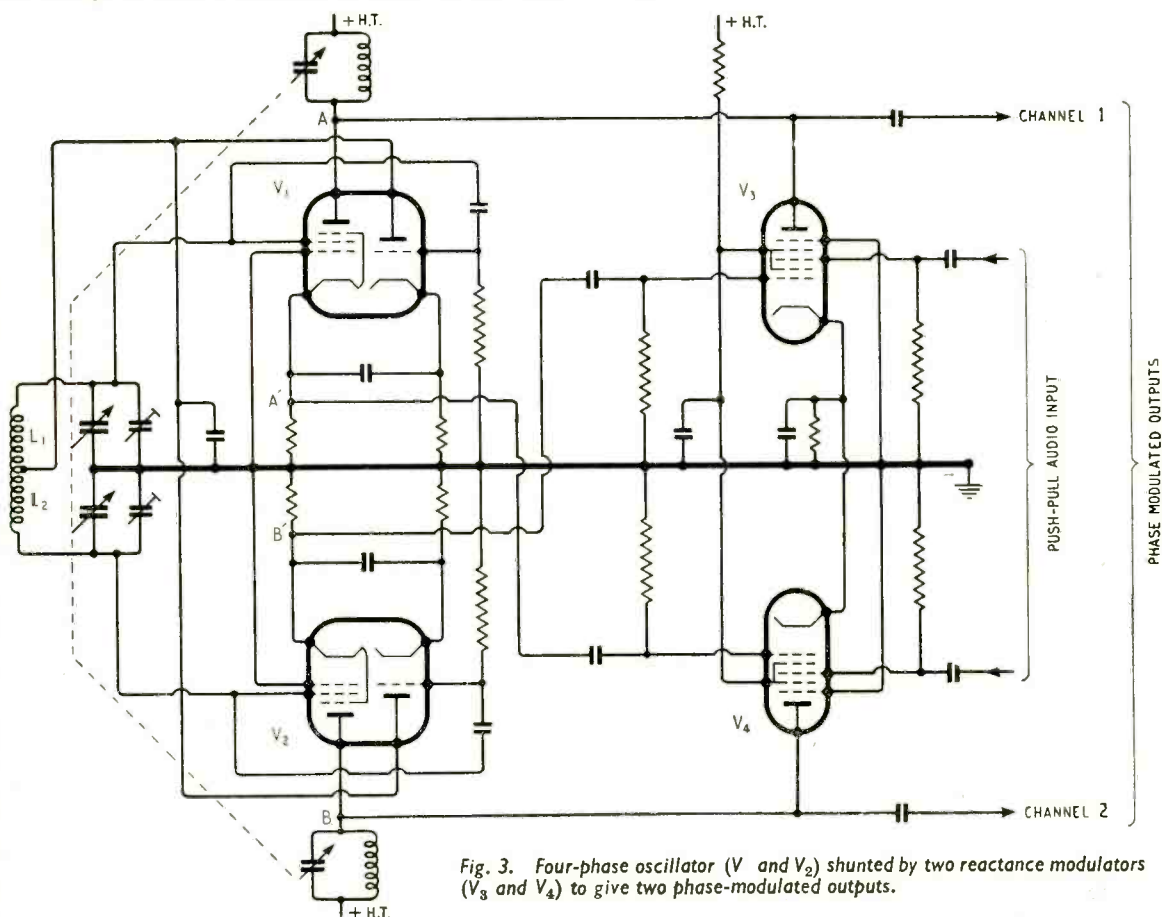 + H.T.
+ H.T.
A
CHANNEL 1
V₁
V₃
A′
L₁
L₂
B′
PUSH-PULL AUDIO INPUT
PHASE MODULATED OUTPUTS
V₂
V₄
B
CHANNEL 2
+ H.T.
Fig. 3. Four-phase oscillator (V and V₂) shunted by two reactance modulators
(V₃ and V₄) to give two phase-modulated outputs.